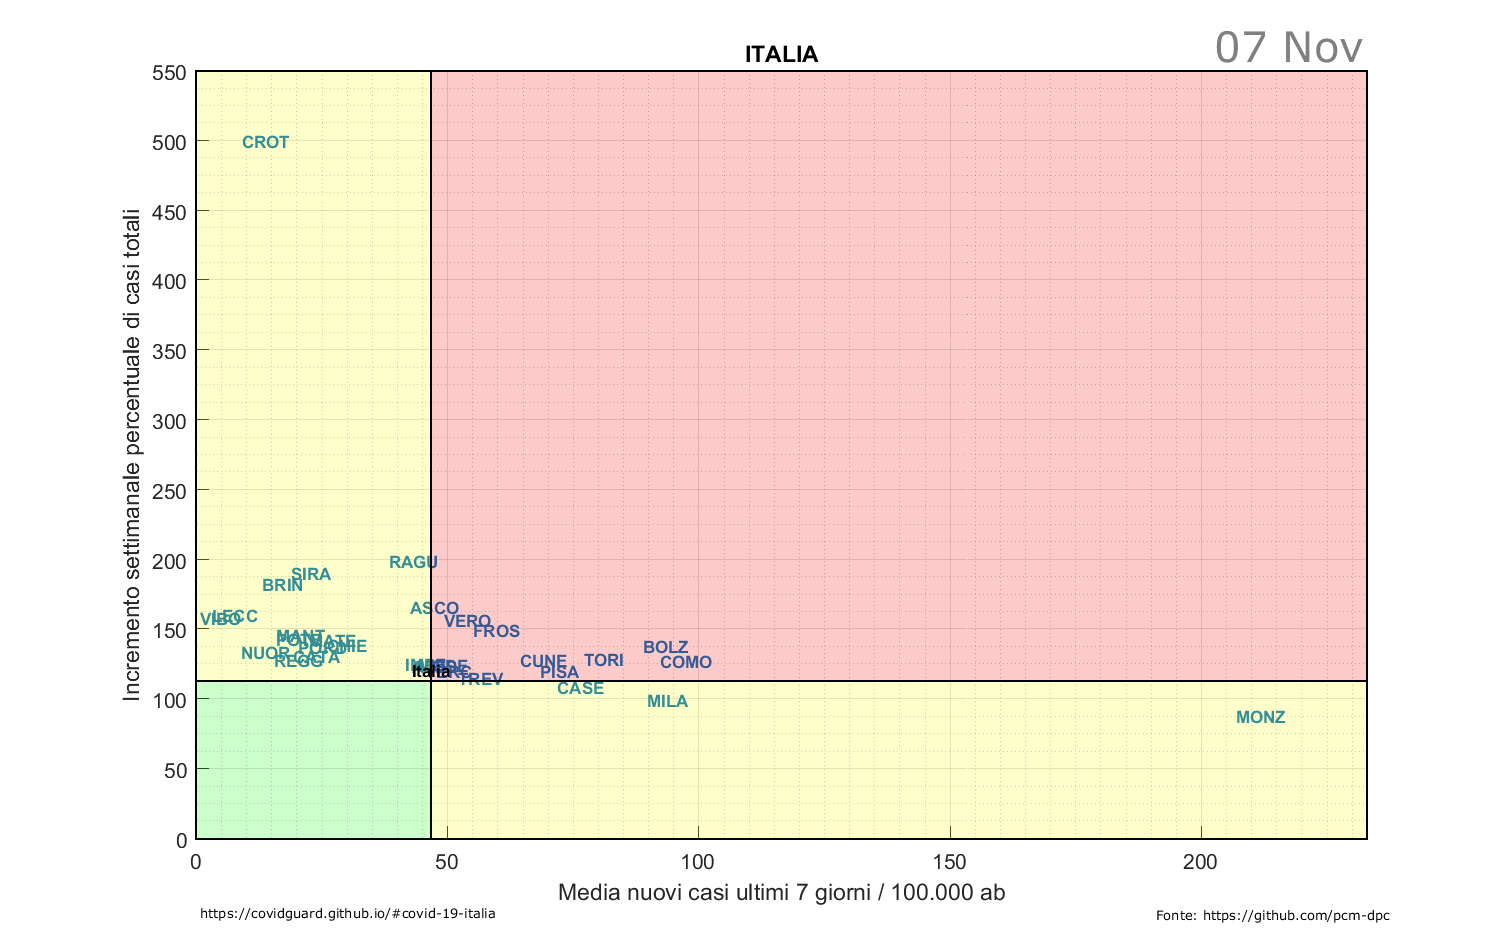 07 Nov
ITALIA
Incremento settimanale percentuale di casi totali
550
500
450
400
350
300
250
200
150
100
50
0
CROT
RAGU
SIRA
BRIN
ASCO
LECC
VIBO
VERO
FROS
MANT
BOLZ
NUOR
CATA
REGG
CUNE
TORI
COMO
PISA
Italia
TREV
CASE
MILA
MONZ
0
50
100
150
200
Media nuovi casi ultimi 7 giorni / 100.000 ab
https://covidguard.github.io/#covid-19-italia
Fonte: https://github.com/pcm-dpc